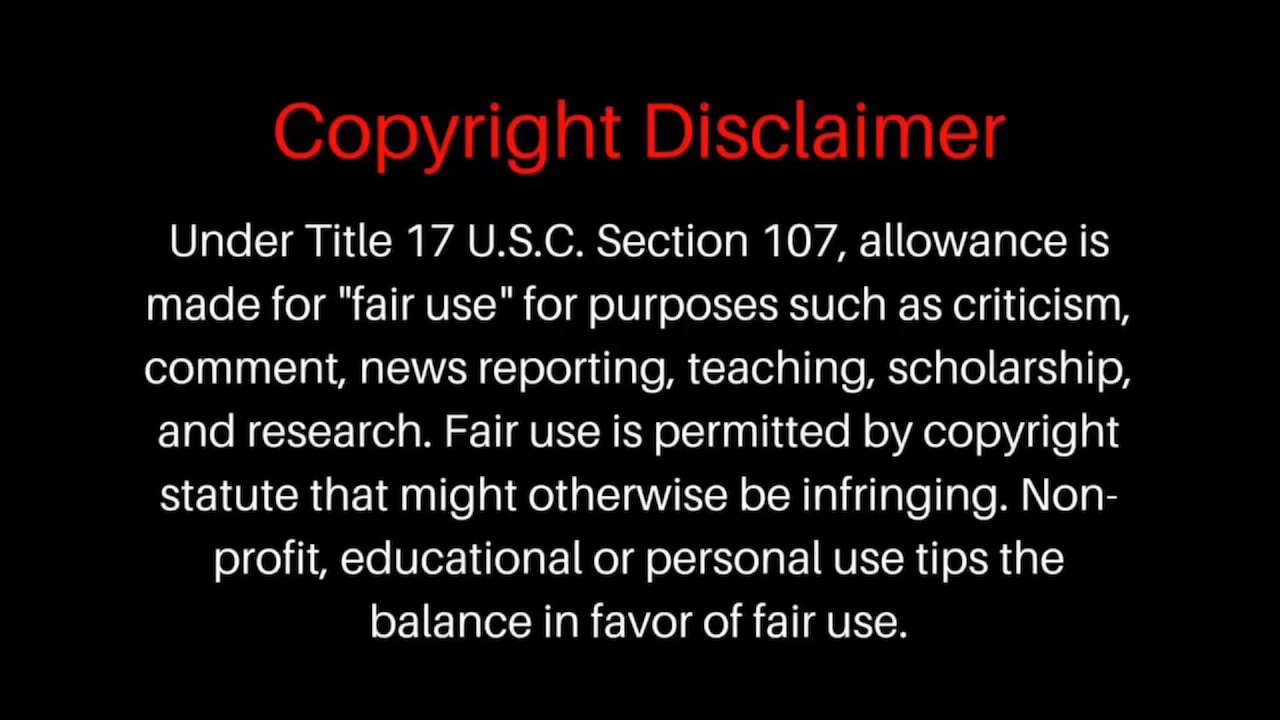 Copyright Disclaimer
Under Title 17 U.S.C. Section 107, allowance is
made for "fair use" for purposes such as criticism,
comment, news reporting, teaching, scholarship,
and research. Fair use is permitted by copyright
statute that might otherwise be infringing. Non-
profit, educational or personal use tips the
balance in favor of fair use.